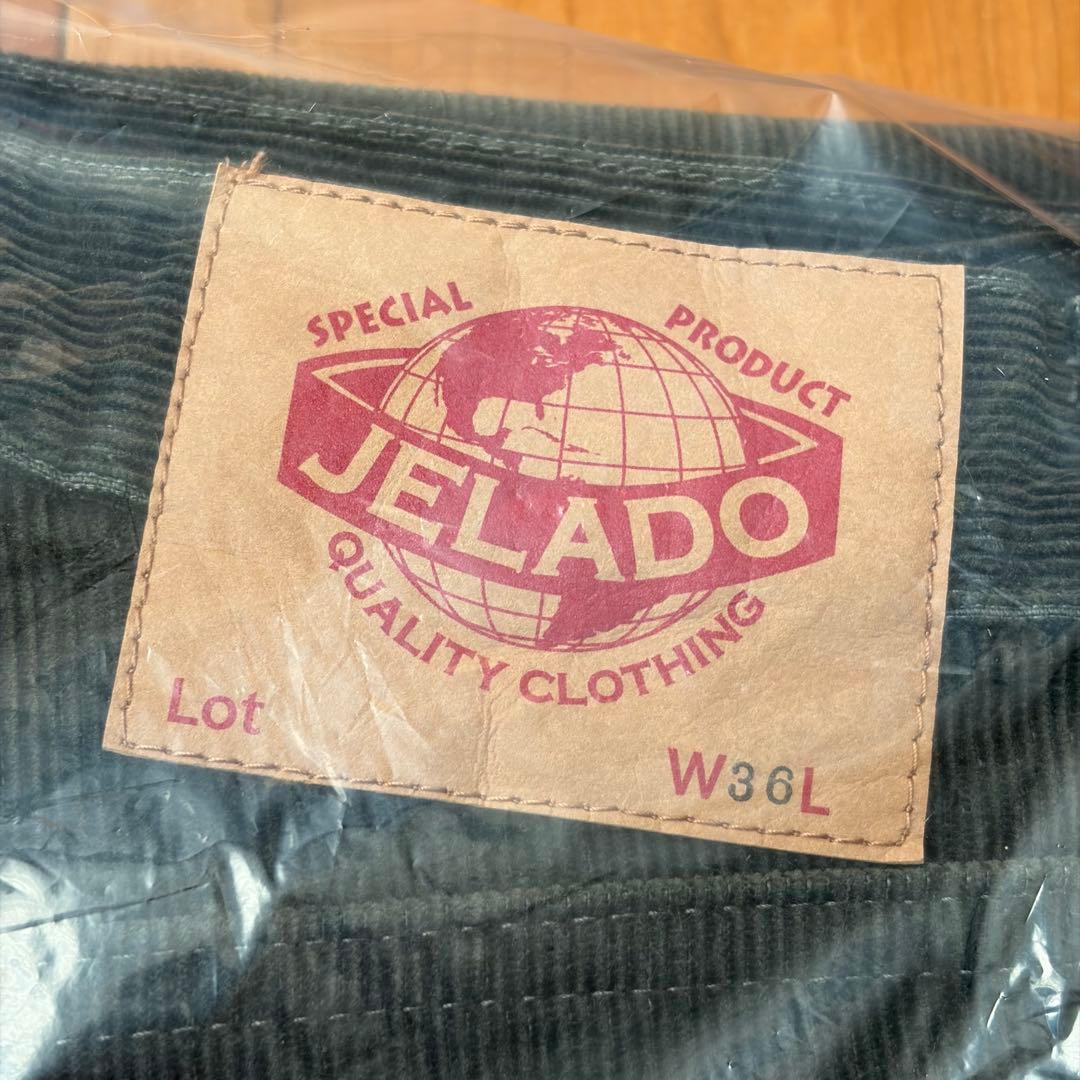 SPECIAL PRODUCT
JELADO
QUALITY CLOTHING
Lot
W36L